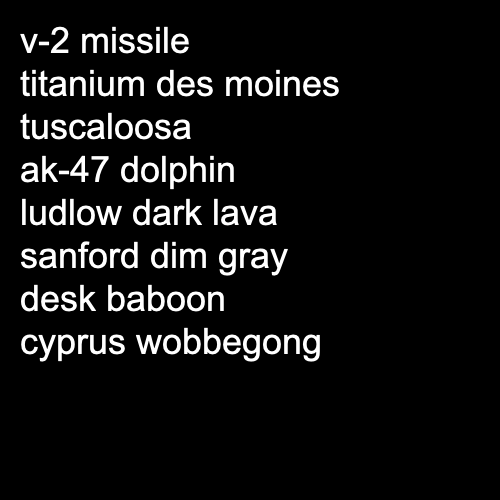 v-2 missile
titanium des moines
tuscaloosa
ak-47 dolphin
ludlow dark lava
sanford dim gray
desk baboon
cyprus wobbegong